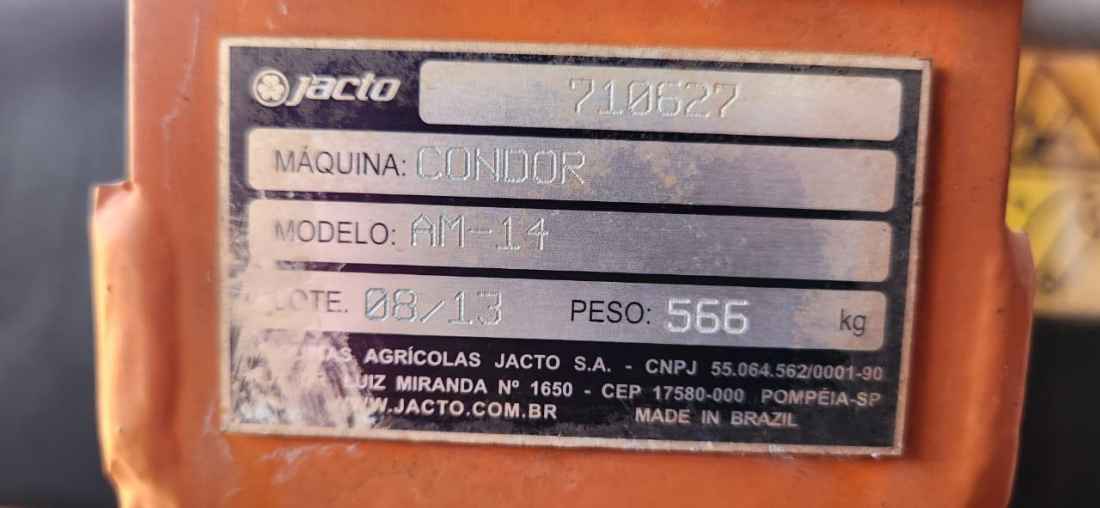 Jacto 710627
MÁQUINA: CONDOR
MODELO: AM-14
LOTE. 08/13 PESO: 566 kg
AGRÍCOLAS JACTO S.A. - CNPJ 55.064.562/0001-90
LUIZ MIRANDA Nº 1650 - CEP 17580-000 POMPÉIA-SP
WWW.JACTO.COM.BR MADE IN BRAZIL